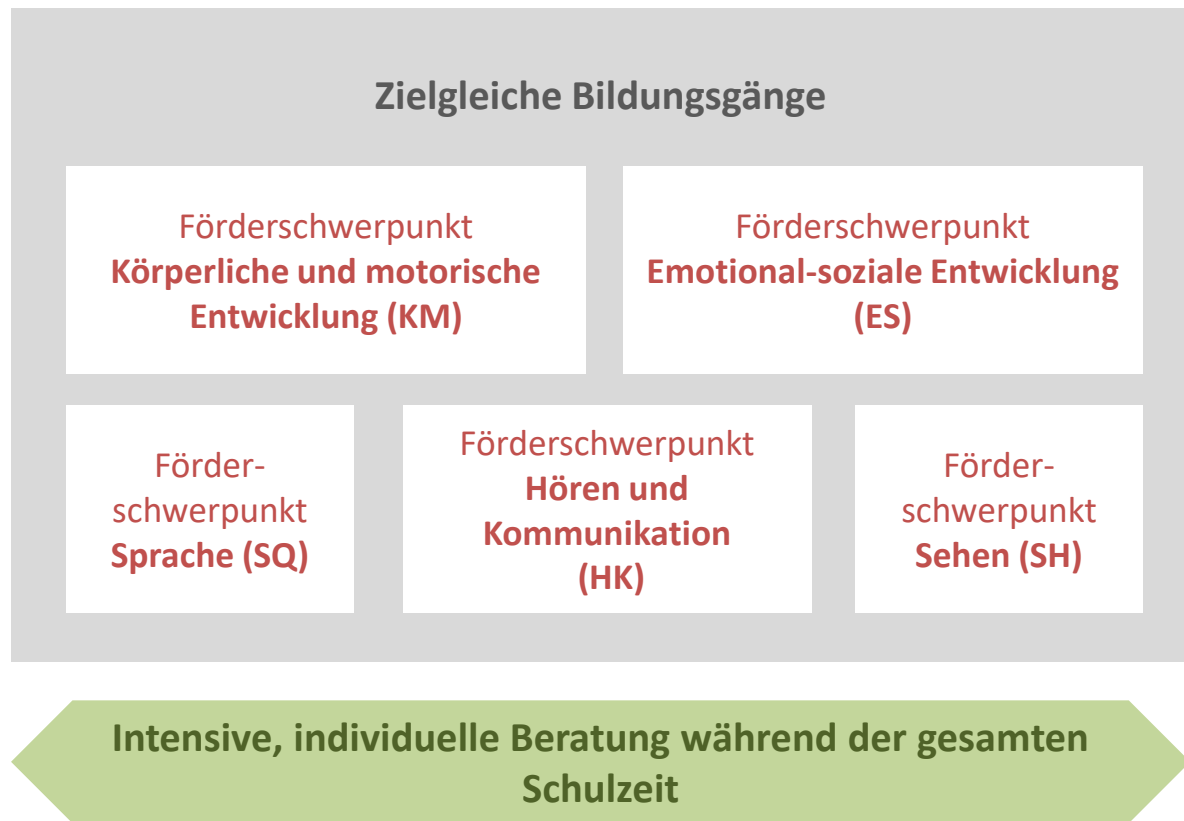 Zielgleiche Bildungsgänge
Förderschwerpunkt
Körperliche und motorische
Entwicklung (KM)
Förderschwerpunkt
Emotional-soziale Entwicklung
(ES)
Förder-
schwerpunkt
Sprache (SQ)
Förderschwerpunkt
Hören und
Kommunikation
(HK)
Förder-
schwerpunkt
Sehen (SH)
Intensive, individuelle Beratung während der gesamten
Schulzeit